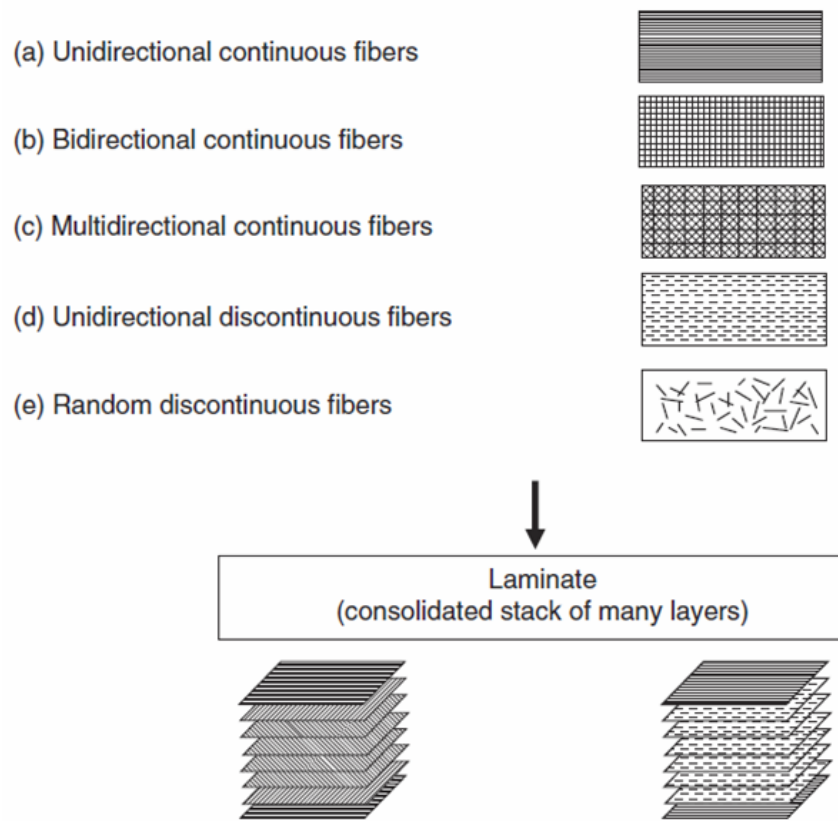 (a) Unidirectional continuous fibers
(b) Bidirectional continuous fibers
(c) Multidirectional continuous fibers
(d) Unidirectional discontinuous fibers
(e) Random discontinuous fibers
Laminate
(consolidated stack of many layers)